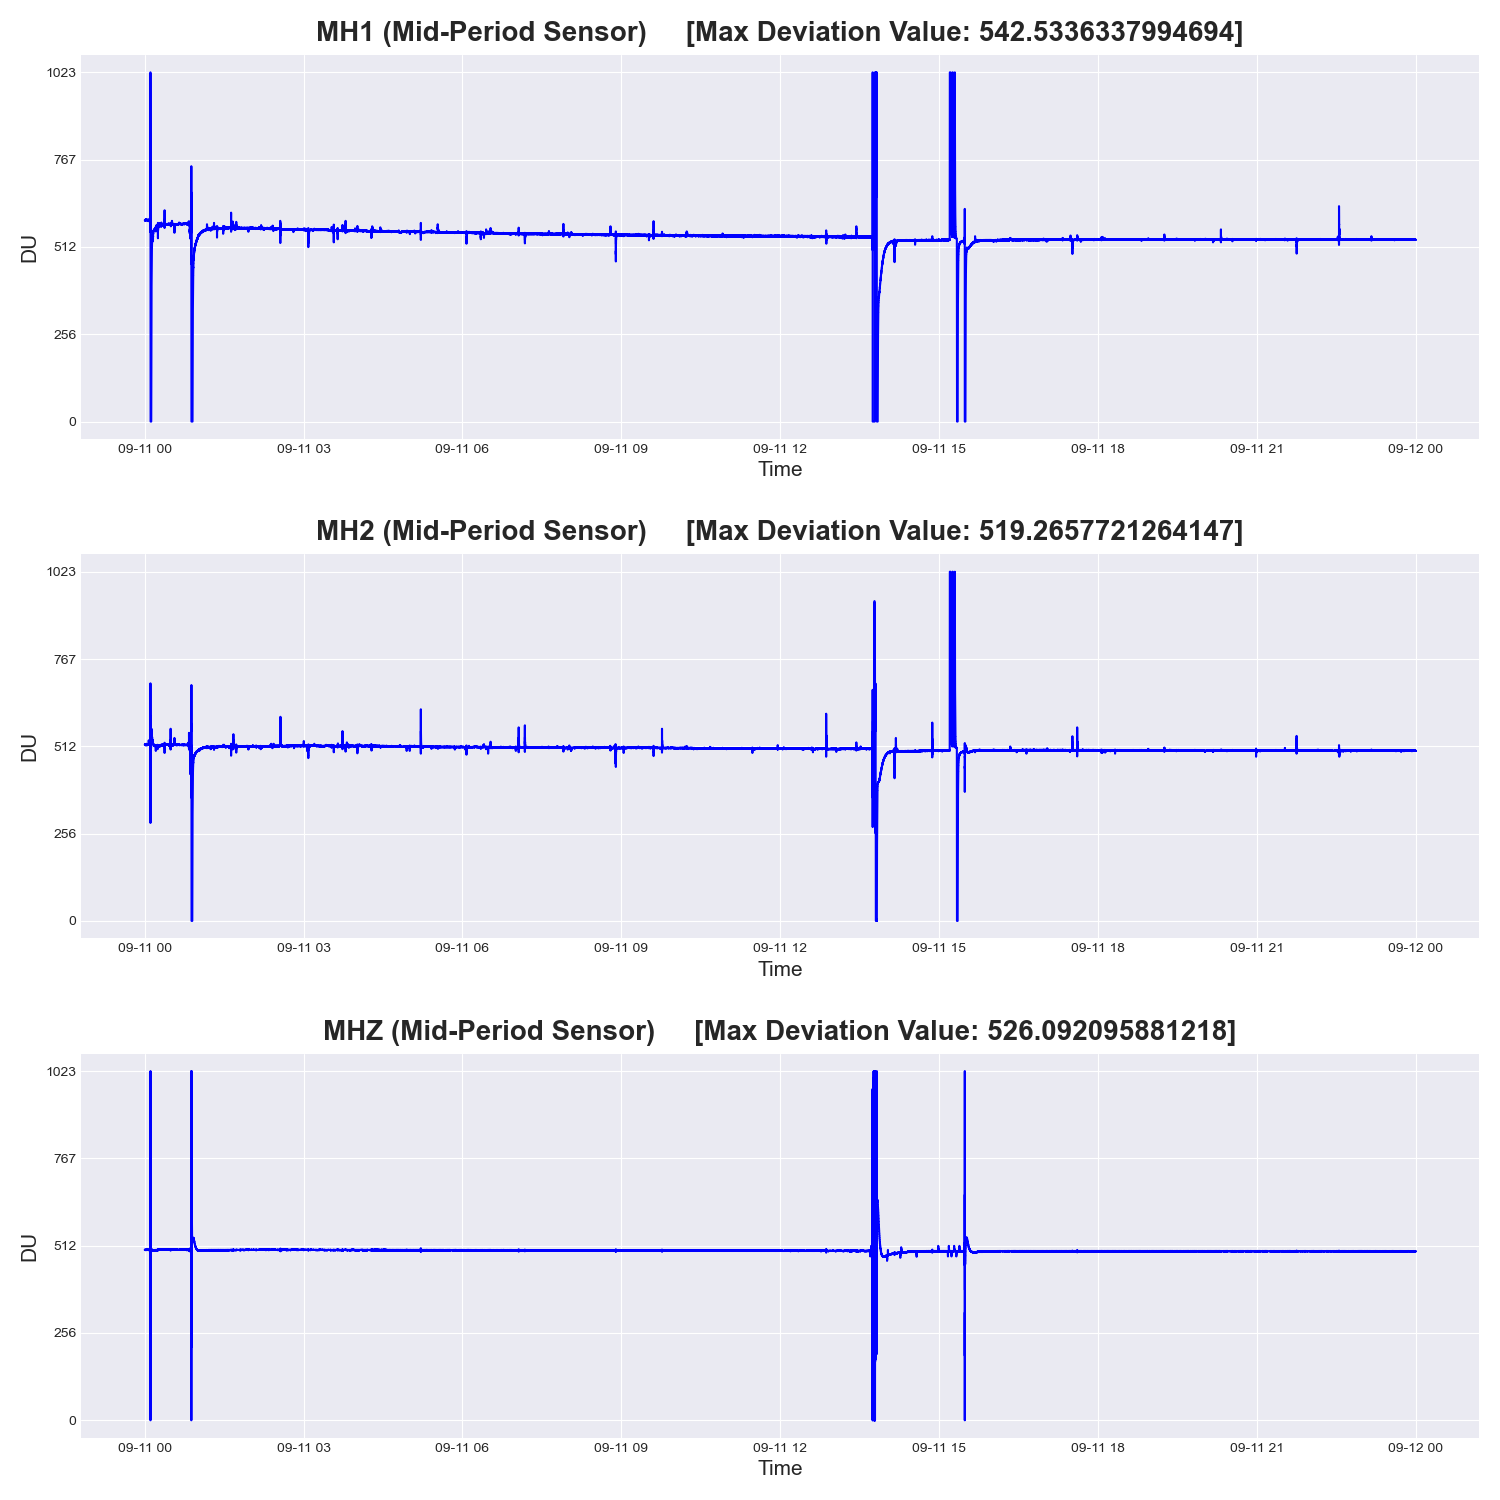 MH1 (Mid-Period Sensor) [Max Deviation Value: 542.5336337994694]
1023
767
512
256
0
DU
09-11 00 09-11 03 09-11 06 09-11 09 09-11 12 09-11 15 09-11 18 09-11 21 09-12 00
Time
MH2 (Mid-Period Sensor) [Max Deviation Value: 519.2657721264147]
1023
767
512
256
0
DU
09-11 00 09-11 03 09-11 06 09-11 09 09-11 12 09-11 15 09-11 18 09-11 21 09-12 00
Time
MHZ (Mid-Period Sensor) [Max Deviation Value: 526.092095881218]
1023
767
512
256
0
DU
09-11 00 09-11 03 09-11 06 09-11 09 09-11 12 09-11 15 09-11 18 09-11 21 09-12 00
Time